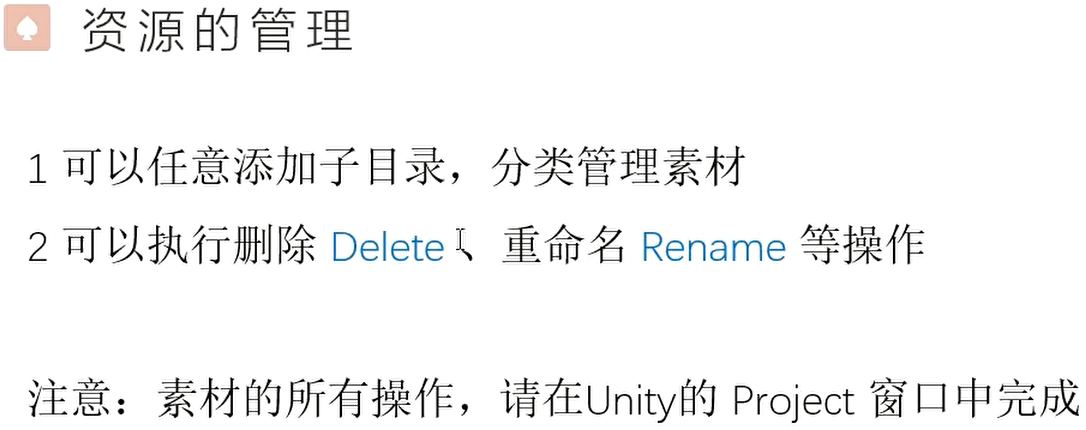 资源的管理
1 可以任意添加子目录，分类管理素材
2 可以执行删除 Delete 、重命名 Rename 等操作
注意：素材的所有操作，请在Unity的 Project 窗口中完成